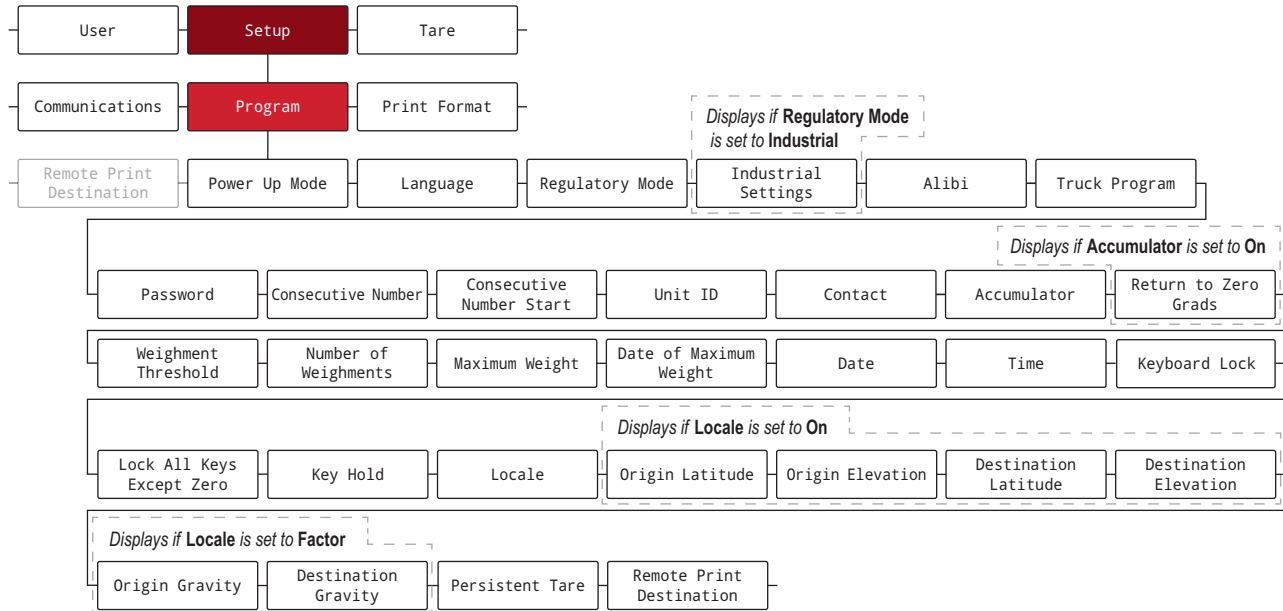 User
Setup
Tare
Communications
Program
Print Format
Displays if Regulatory Mode
is set to Industrial
Remote Print
Destination
Power Up Mode
Language
Regulatory Mode
Industrial
Settings
Alibi
Truck Program
Displays if Accumulator is set to On
Password
Consecutive Number
Consecutive
Number Start
Unit ID
Contact
Accumulator
Return to Zero
Grads
Weighment
Threshold
Number of
Weighments
Maximum Weight
Date of Maximum
Weight
Date
Time
Keyboard Lock
Displays if Locale is set to On
Lock All Keys
Except Zero
Key Hold
Locale
Origin Latitude
Origin Elevation
Destination
Latitude
Destination
Elevation
Displays if Locale is set to Factor
Origin Gravity
Destination
Gravity
Persistent Tare
Remote Print
Destination